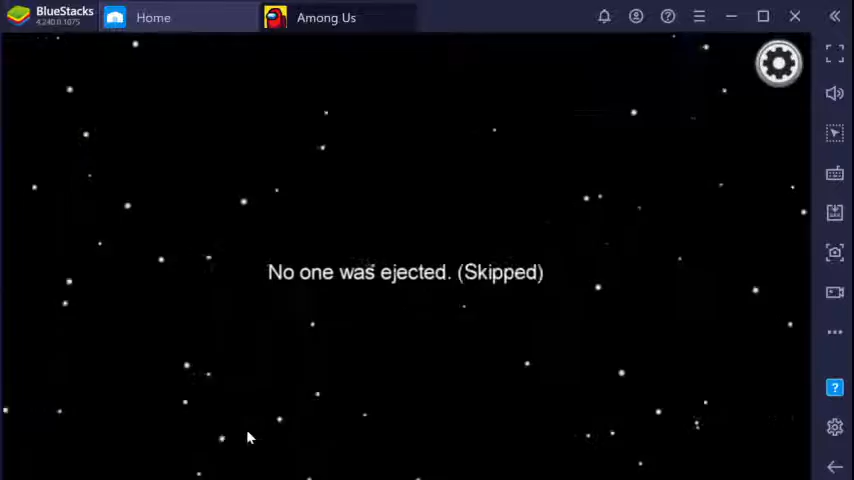 BlueStacks
4.240.0.1075
Home
Among Us
No one was ejected. (Skipped)